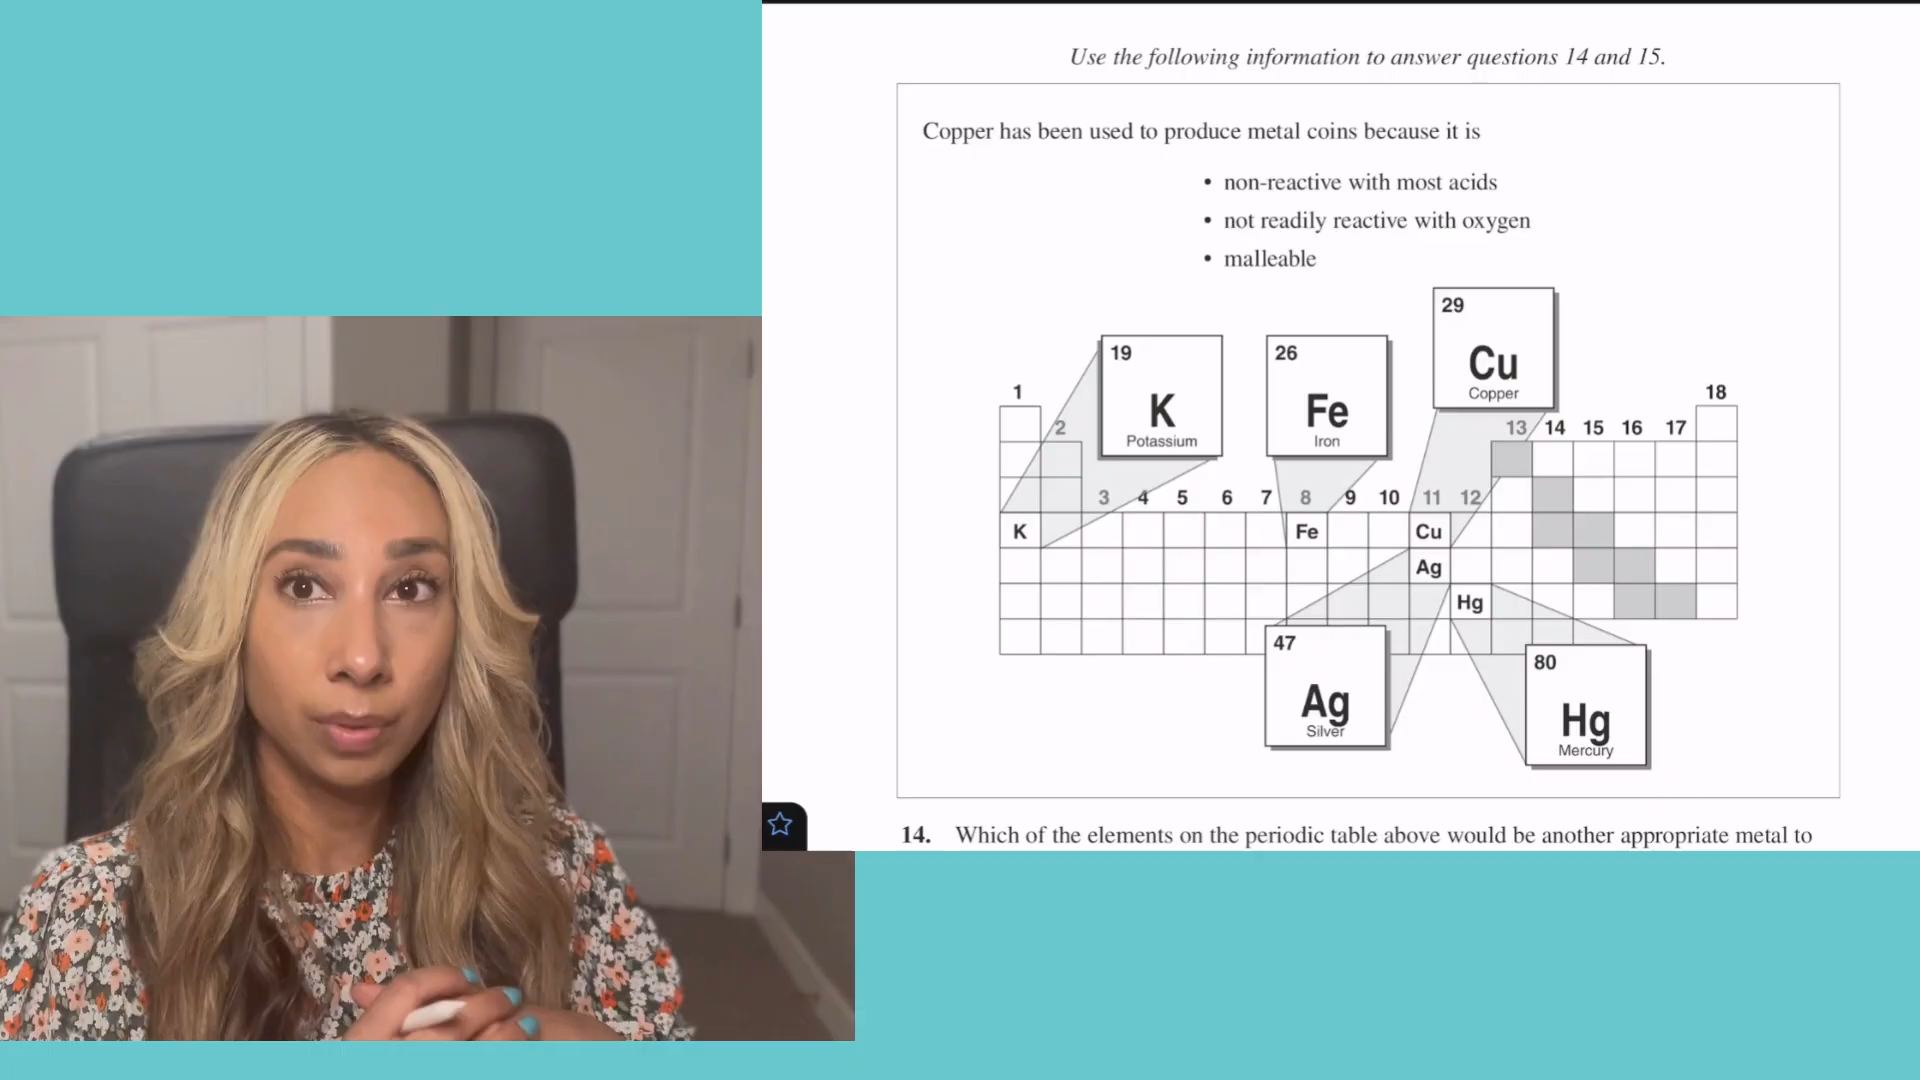 Use the following information to answer questions 14 and 15.
Copper has been used to produce metal coins because it is
• non-reactive with most acids
• not readily reactive with oxygen
• malleable
29
Cu
Copper
19
K
Potassium
26
Fe
Iron
1
18
2
13 14 15 16 17
3 4 5 6 7 8 9 10 11 12
K Fe Cu
Ag
Hg
47
Ag
Silver
80
Hg
Mercury
14. Which of the elements on the periodic table above would be another appropriate metal to